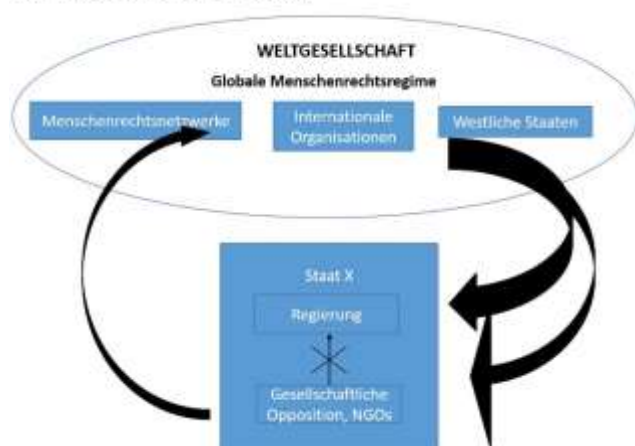 WELTGESELLSCHAFT
Globale Menschenrechtsregime
Menschenrechtsnetzwerke
Internationale
Organisationen
Westliche Staaten
Staat X
Regierung
Gesellschaftliche
Opposition, NGOs